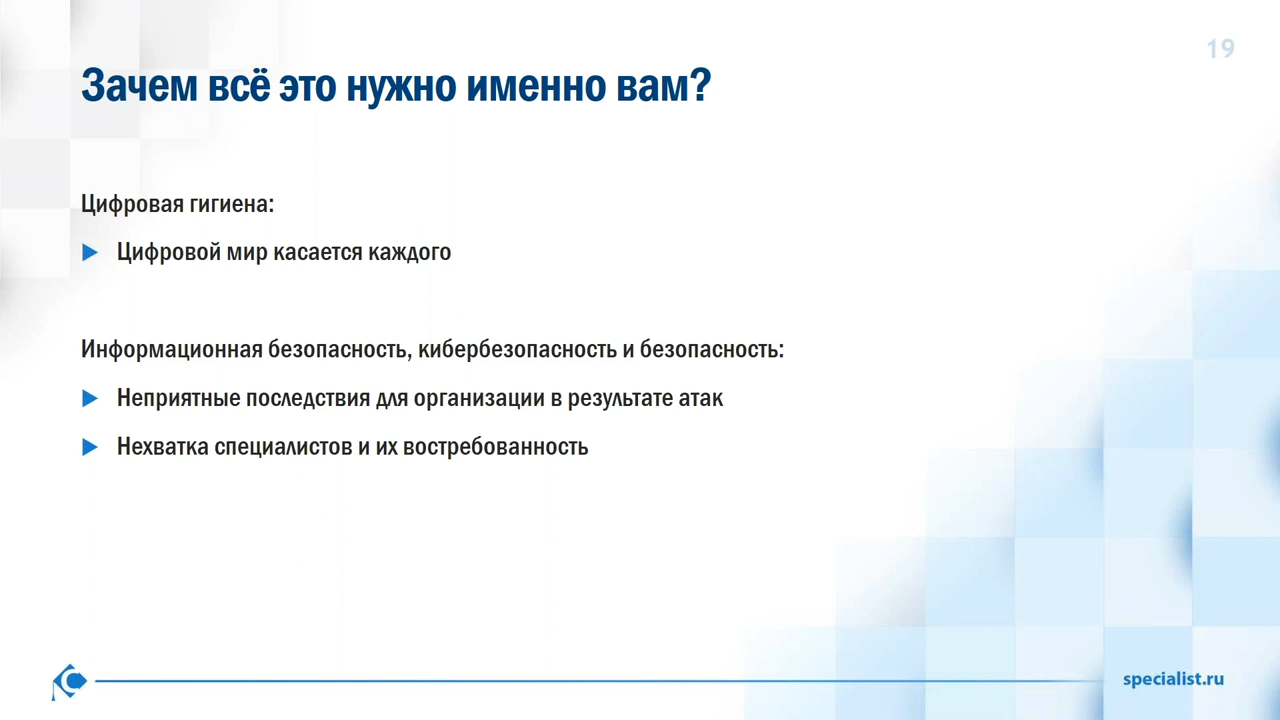 19
Зачем всё это нужно именно вам?
Цифровая гигиена:
Цифровой мир касается каждого
Информационная безопасность, кибербезопасность и безопасность:
Неприятные последствия для организации в результате атак
Нехватка специалистов и их востребованность
specialist.ru